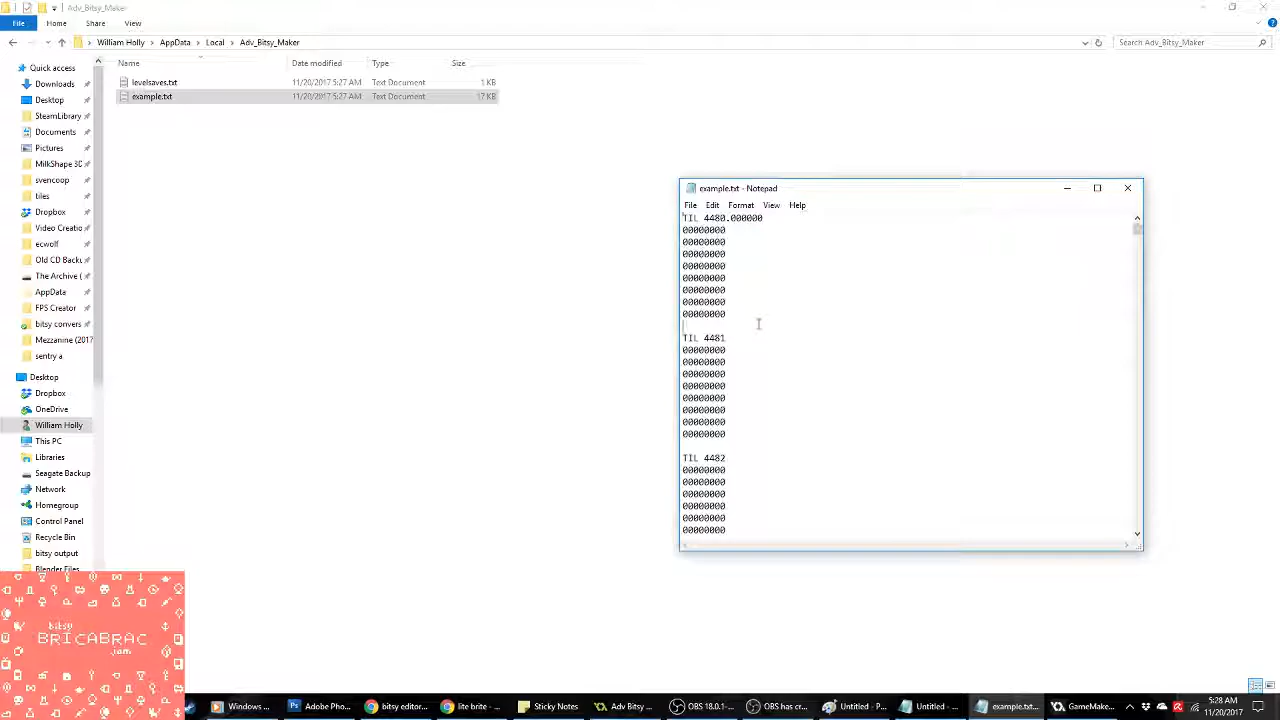 Adv_Bitsy_Maker
File Home Share View
William Holly AppData Local Adv_Bitsy_Maker
Search Adv_Bitsy_Maker
Name Date modified Type Size
levelsaves.txt 11/20/2017 5:27 AM Text Document 1 KB
example.txt 11/20/2017 5:27 AM Text Document 17 KB
Quick access
Downloads
Desktop
SteamLibrary
Documents
Pictures
MilkShape 3D
svencoop
tiles
Dropbox
Video Creatio
ecwolf
Old CD Backu
The Archive (
AppData
FPS Creator
bitsy convers
Mezzanine (2017
sentry a
Desktop
Dropbox
OneDrive
William Holly
This PC
Libraries
Seagate Backup
Network
Homegroup
Control Panel
Recycle Bin
bitsy output
Blender Files
example.txt - Notepad
File Edit Format View Help
TIL 4480.000000
00000000
00000000
00000000
00000000
00000000
00000000
00000000
00000000
TIL 4481
00000000
00000000
00000000
00000000
00000000
00000000
00000000
00000000
TIL 4482
00000000
00000000
00000000
00000000
00000000
00000000
bitsy
BRICABRAC
.jam
Windows ...
Adobe Pho...
bitsy editor...
lite brite - ...
Sticky Notes
Adv Bitsy ...
OBS 18.0.1-...
OBS has cr...
Untitled - P...
Untitled - ...
example.txt...
GameMake...
5:28 AM
11/20/2017